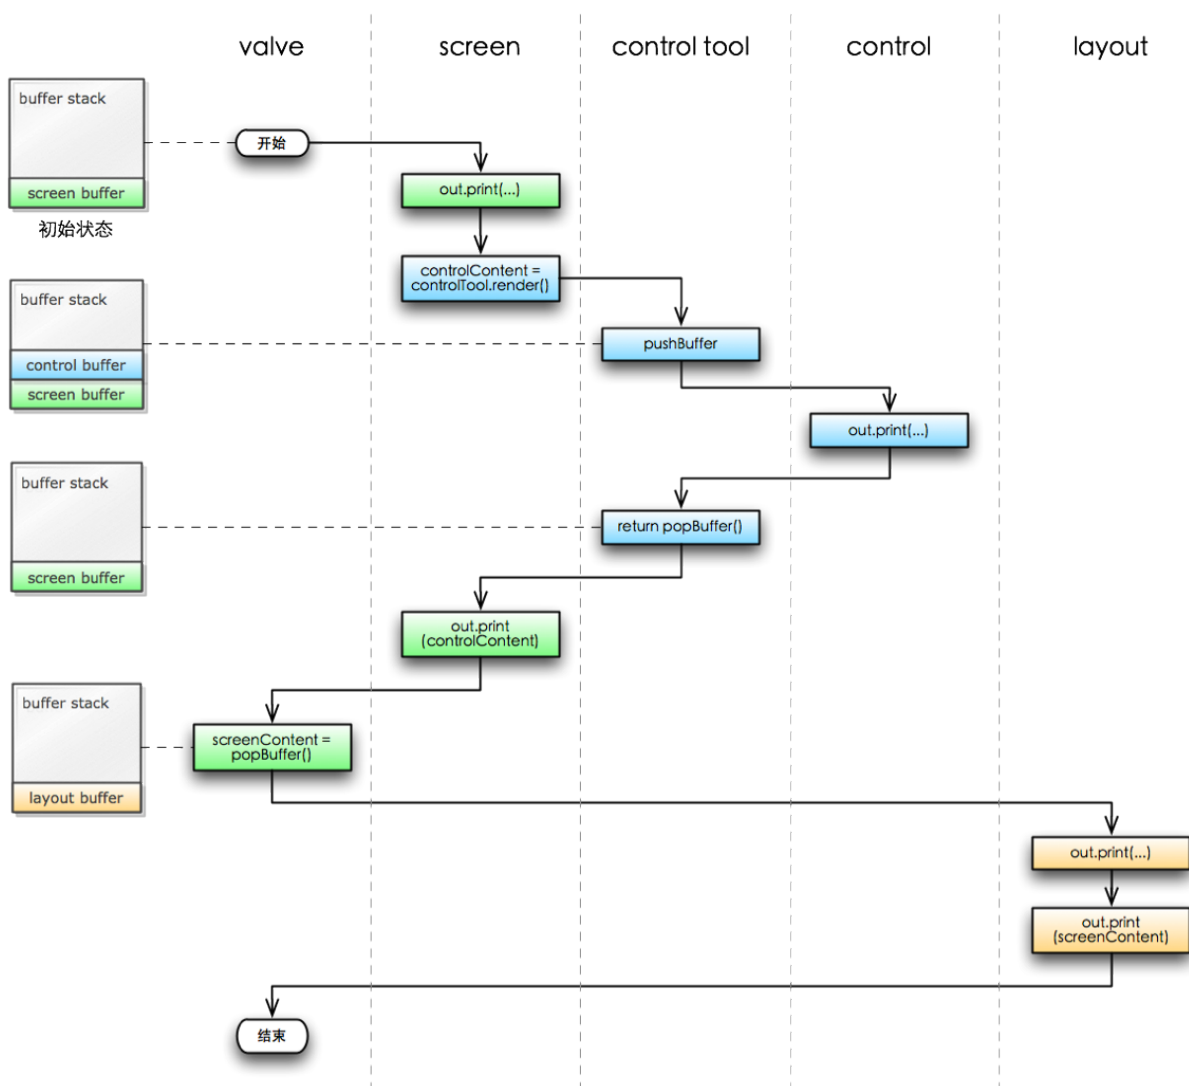 valve
screen
control tool
control
layout
buffer stack
screen buffer
初始状态
开始
out.print(...)
controlContent =
controlTool.render()
buffer stack
control buffer
screen buffer
pushBuffer
out.print(...)
buffer stack
screen buffer
return popBuffer()
out.print
(controlContent)
buffer stack
layout buffer
screenContent =
popBuffer()
out.print(...)
out.print
(screenContent)
结束